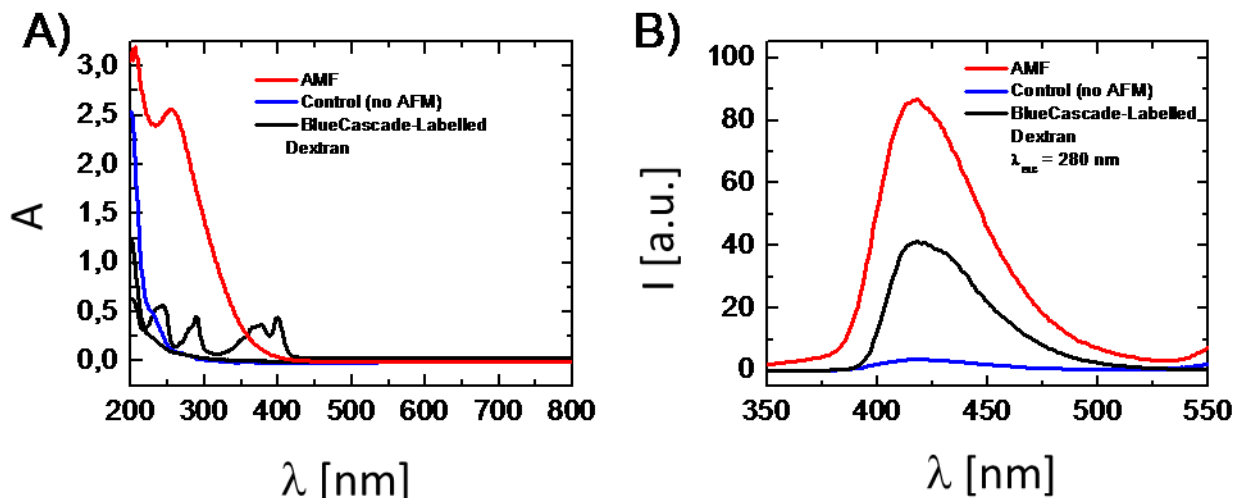 A)
3,0
2,5
2,0
1,5
1,0
0,5
0,0
A
AMF
Control (no AFM)
BlueCascade-Labelled
Dextran
200 300 400 500 600 700 800
λ [nm]
B)
100
80
60
40
20
0
I [a.u.]
AMF
Control (no AFM)
BlueCascade-Labelled
Dextran
λexc = 280 nm
350 400 450 500 550
λ [nm]